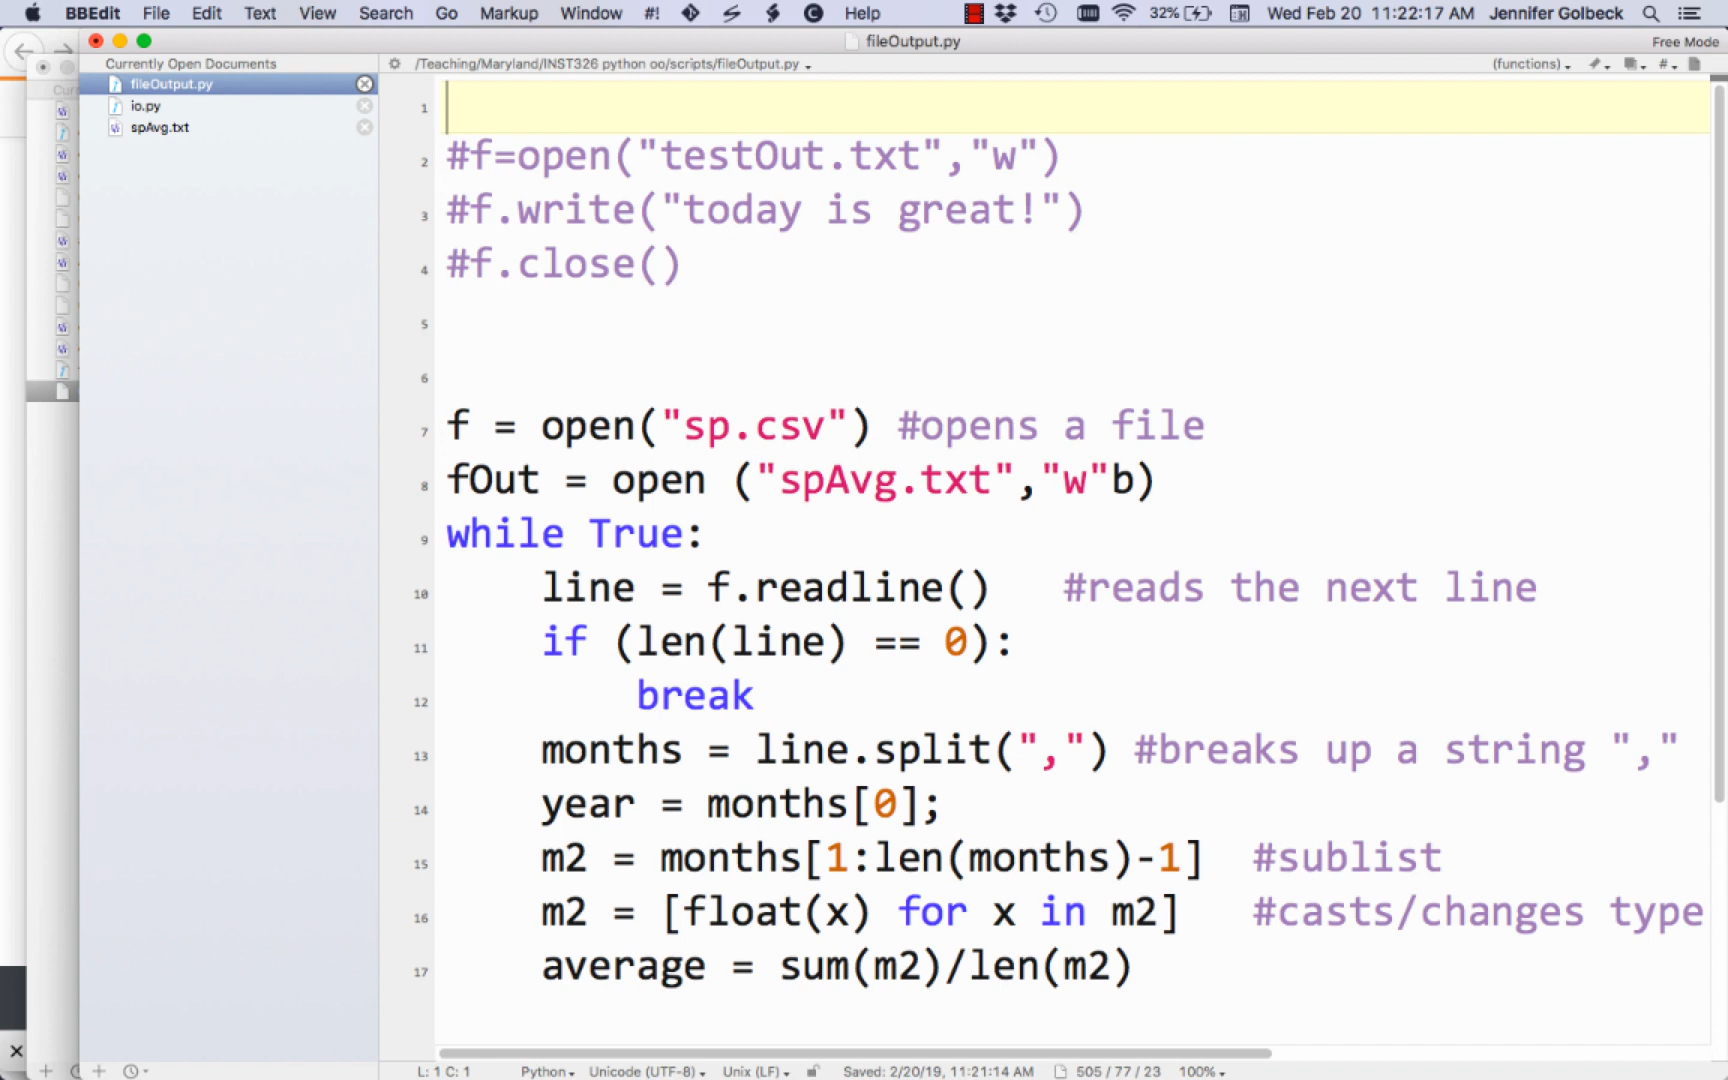 BBEdit File Edit Text View Search Go Markup Window #! Help 32% Wed Feb 20 11:22:17 AM Jennifer Golbeck
fileOutput.py Free Mode
Currently Open Documents /Teaching/Maryland/INST326 python oo/scripts/fileOutput.py (functions) #
fileOutput.py
io.py
spAvg.txt
1
2 #f=open("testOut.txt","w")
3 #f.write("today is great!")
4 #f.close()
5
6
7 f = open("sp.csv") #opens a file
8 fOut = open ("spAvg.txt","w"b)
9 while True:
10 line = f.readline() #reads the next line
11 if (len(line) == 0):
12 break
13 months = line.split(",") #breaks up a string ","
14 year = months[0];
15 m2 = months[1:len(months)-1] #sublist
16 m2 = [float(x) for x in m2] #casts/changes type
17 average = sum(m2)/len(m2)
L: 1 C: 1 Python Unicode (UTF-8) Unix (LF) Saved: 2/20/19, 11:21:14 AM 505 / 77 / 23 100%